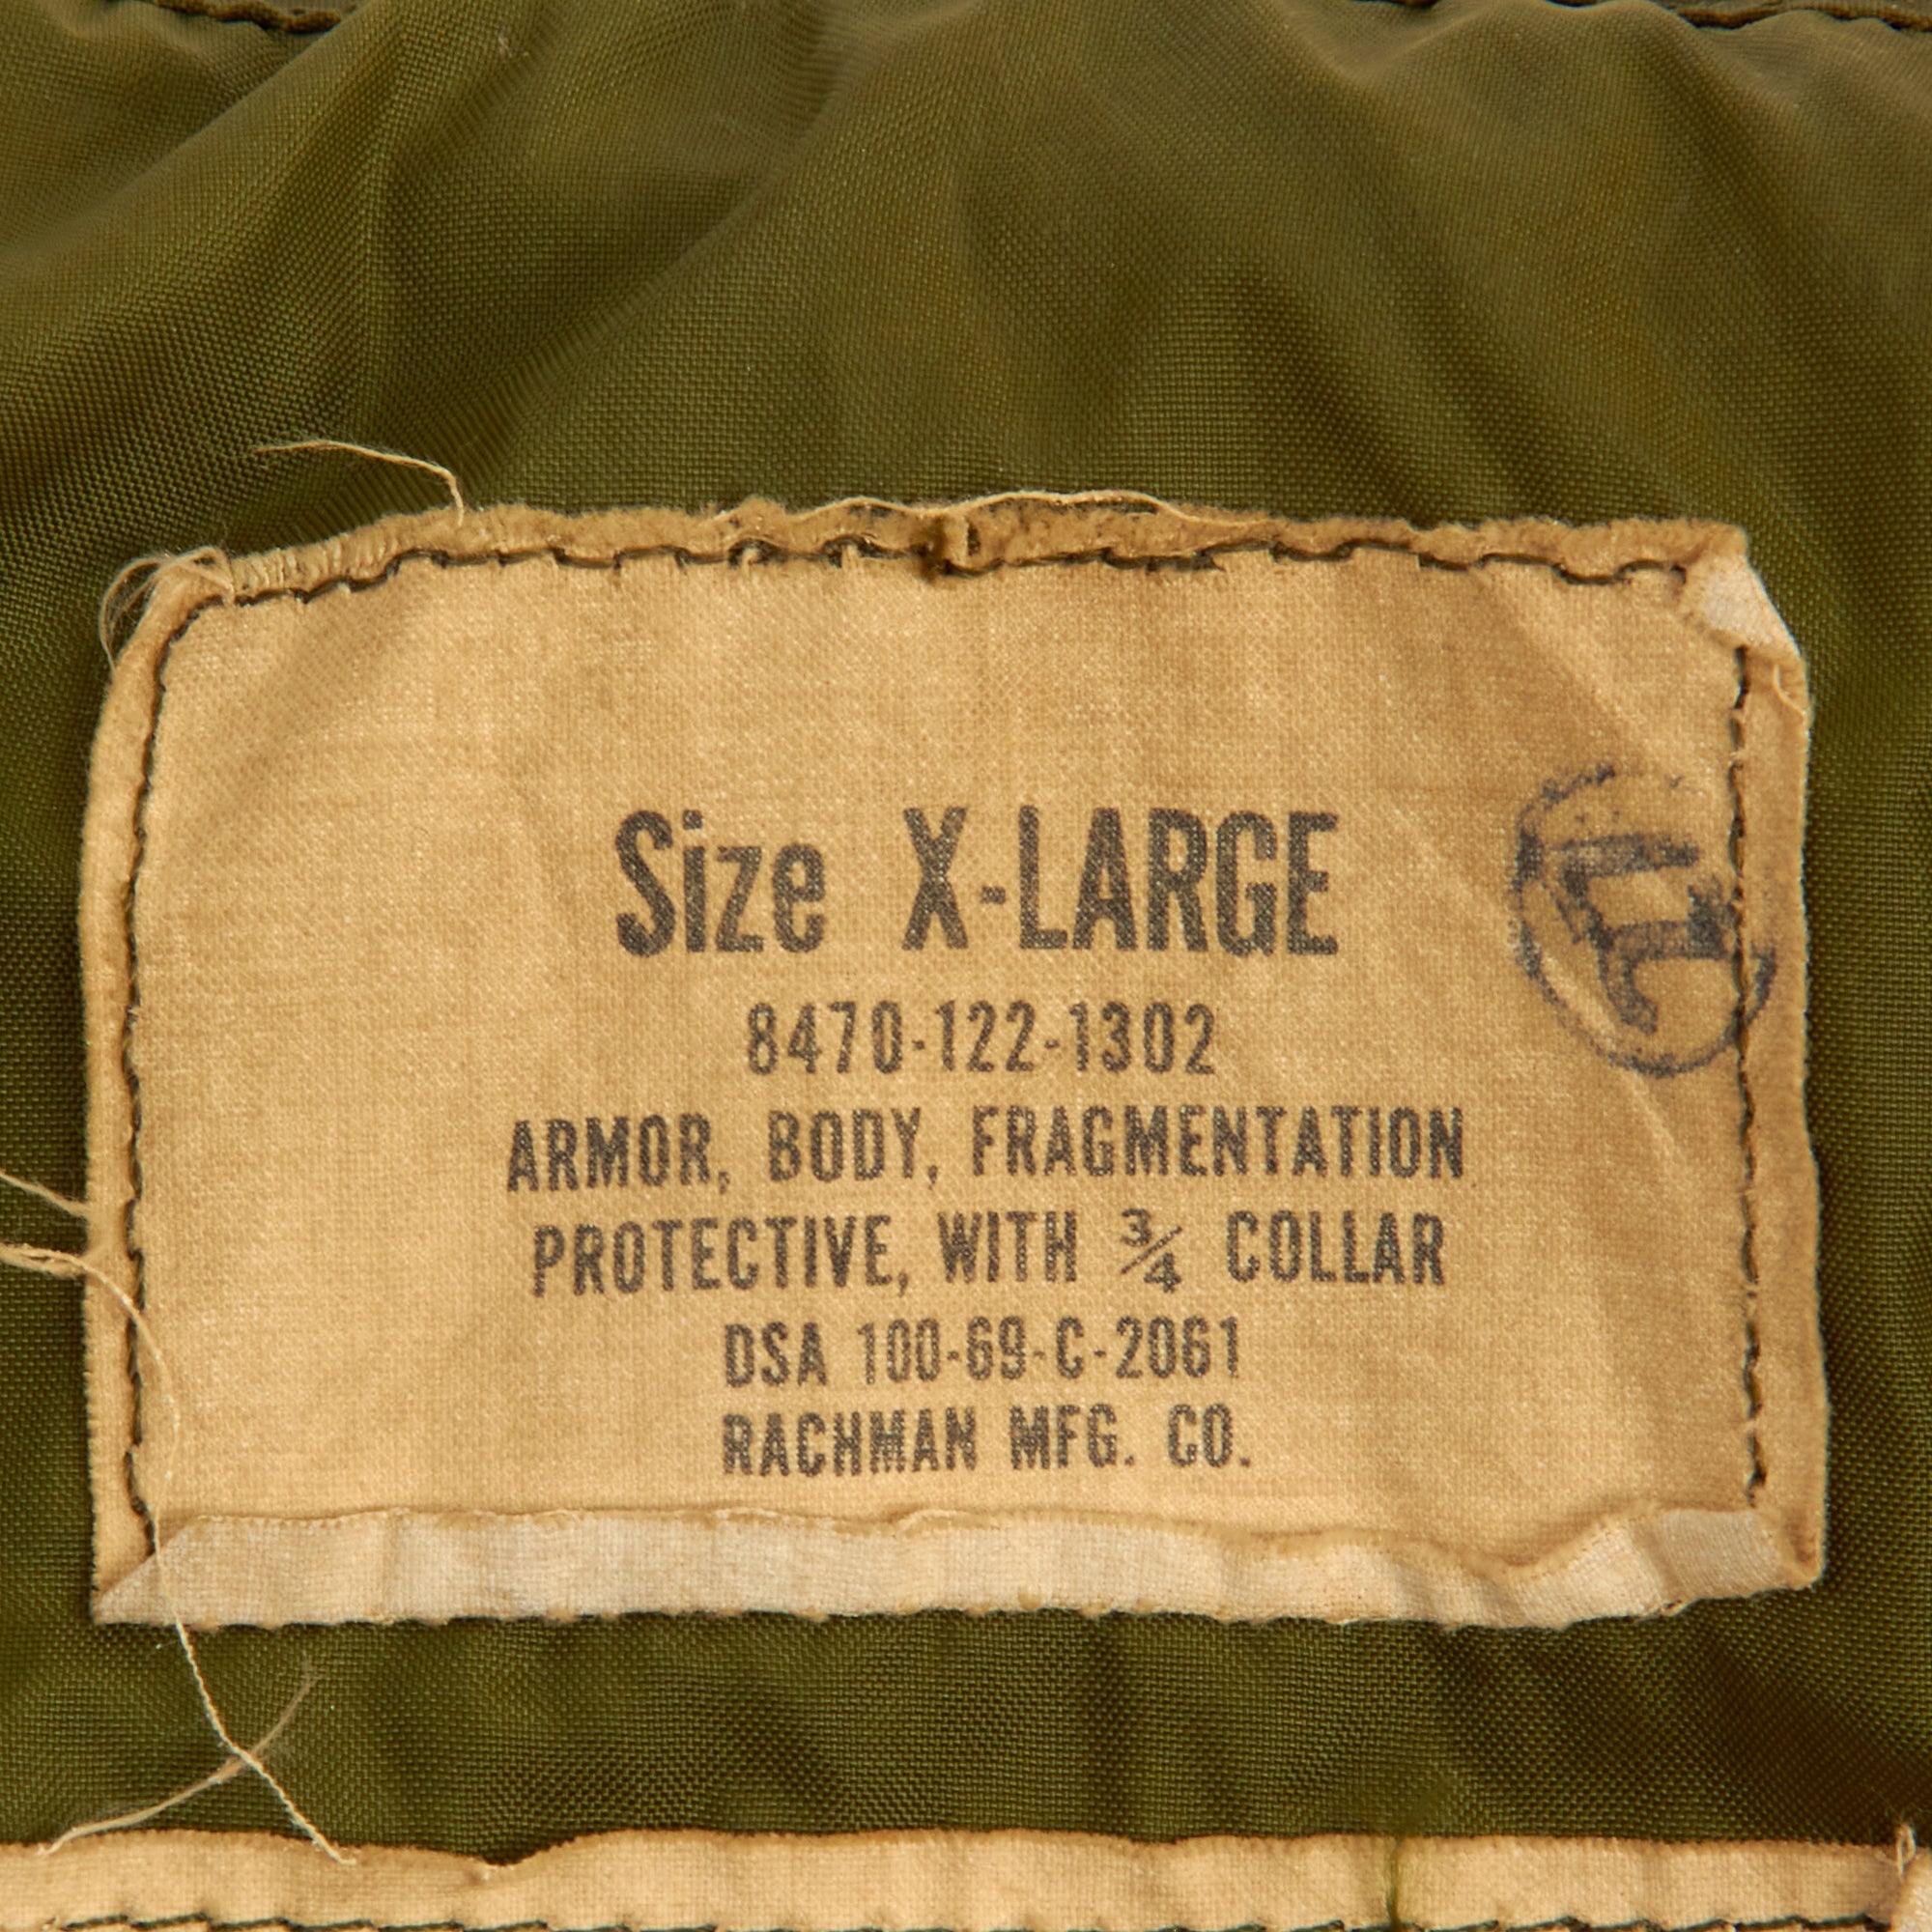 Size X-LARGE
8470-122-1302
ARMOR, BODY, FRAGMENTATION
PROTECTIVE, WITH ¾ COLLAR
DSA 100-69-C-2061
RACHMAN MFG. CO.